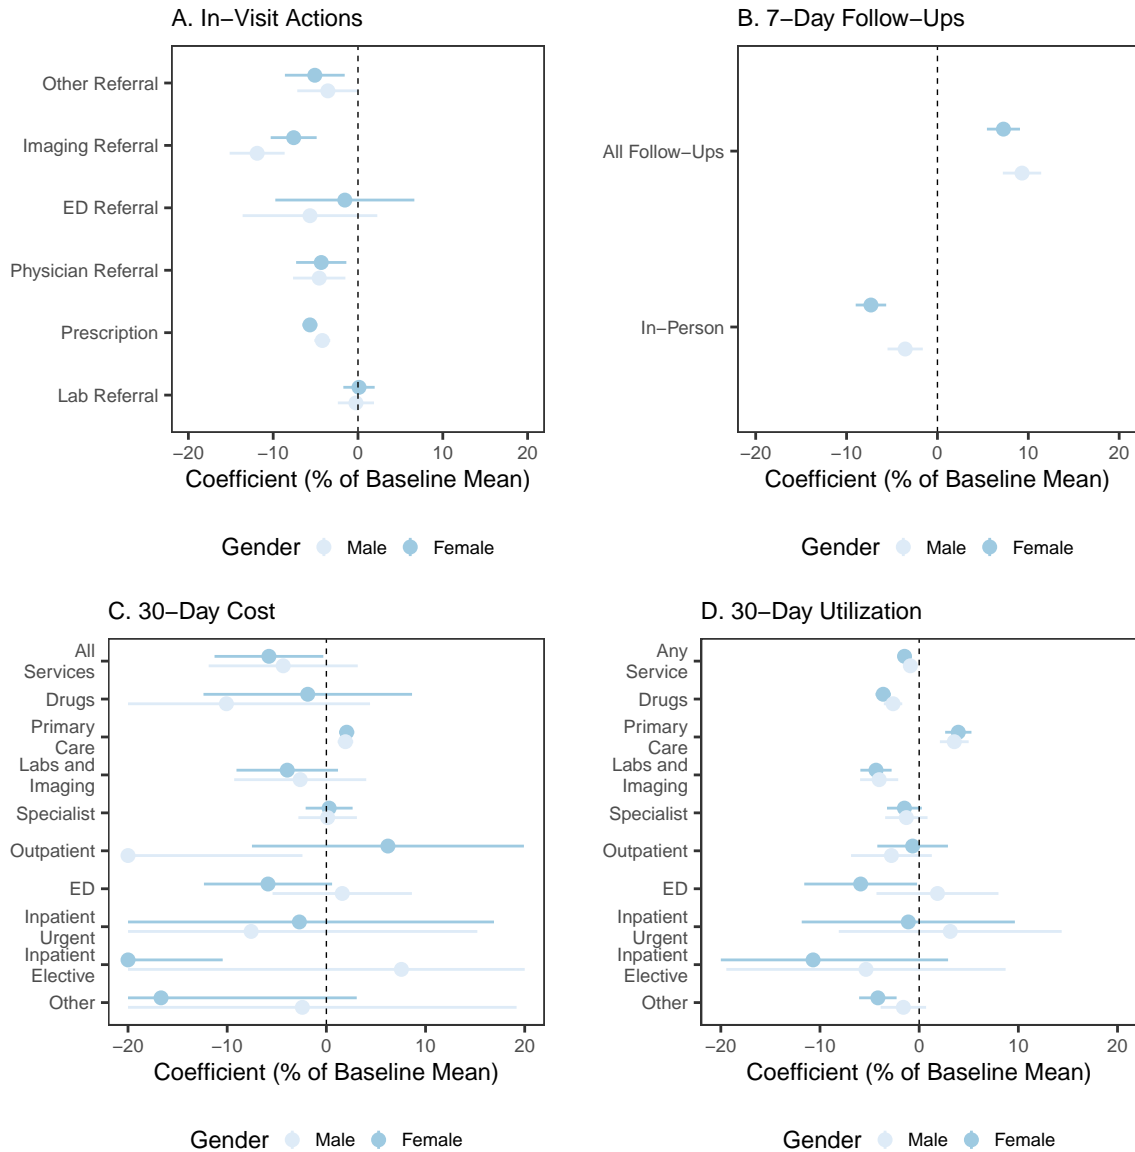 A. In−Visit Actions
Other Referral
Imaging Referral
ED Referral
Physician Referral
Prescription
Lab Referral
−20 −10 0 10 20
Coefficient (% of Baseline Mean)
Gender Male Female
B. 7−Day Follow−Ups
All Follow−Ups
In−Person
−20 −10 0 10 20
Coefficient (% of Baseline Mean)
Gender Male Female
C. 30−Day Cost
All
Services
Drugs
Primary
Care
Labs and
Imaging
Specialist
Outpatient
ED
Inpatient
Urgent
Inpatient
Elective
Other
−20 −10 0 10 20
Coefficient (% of Baseline Mean)
Gender Male Female
D. 30−Day Utilization
Any
Service
Drugs
Primary
Care
Labs and
Imaging
Specialist
Outpatient
ED
Inpatient
Urgent
Inpatient
Elective
Other
−20 −10 0 10 20
Coefficient (% of Baseline Mean)
Gender Male Female